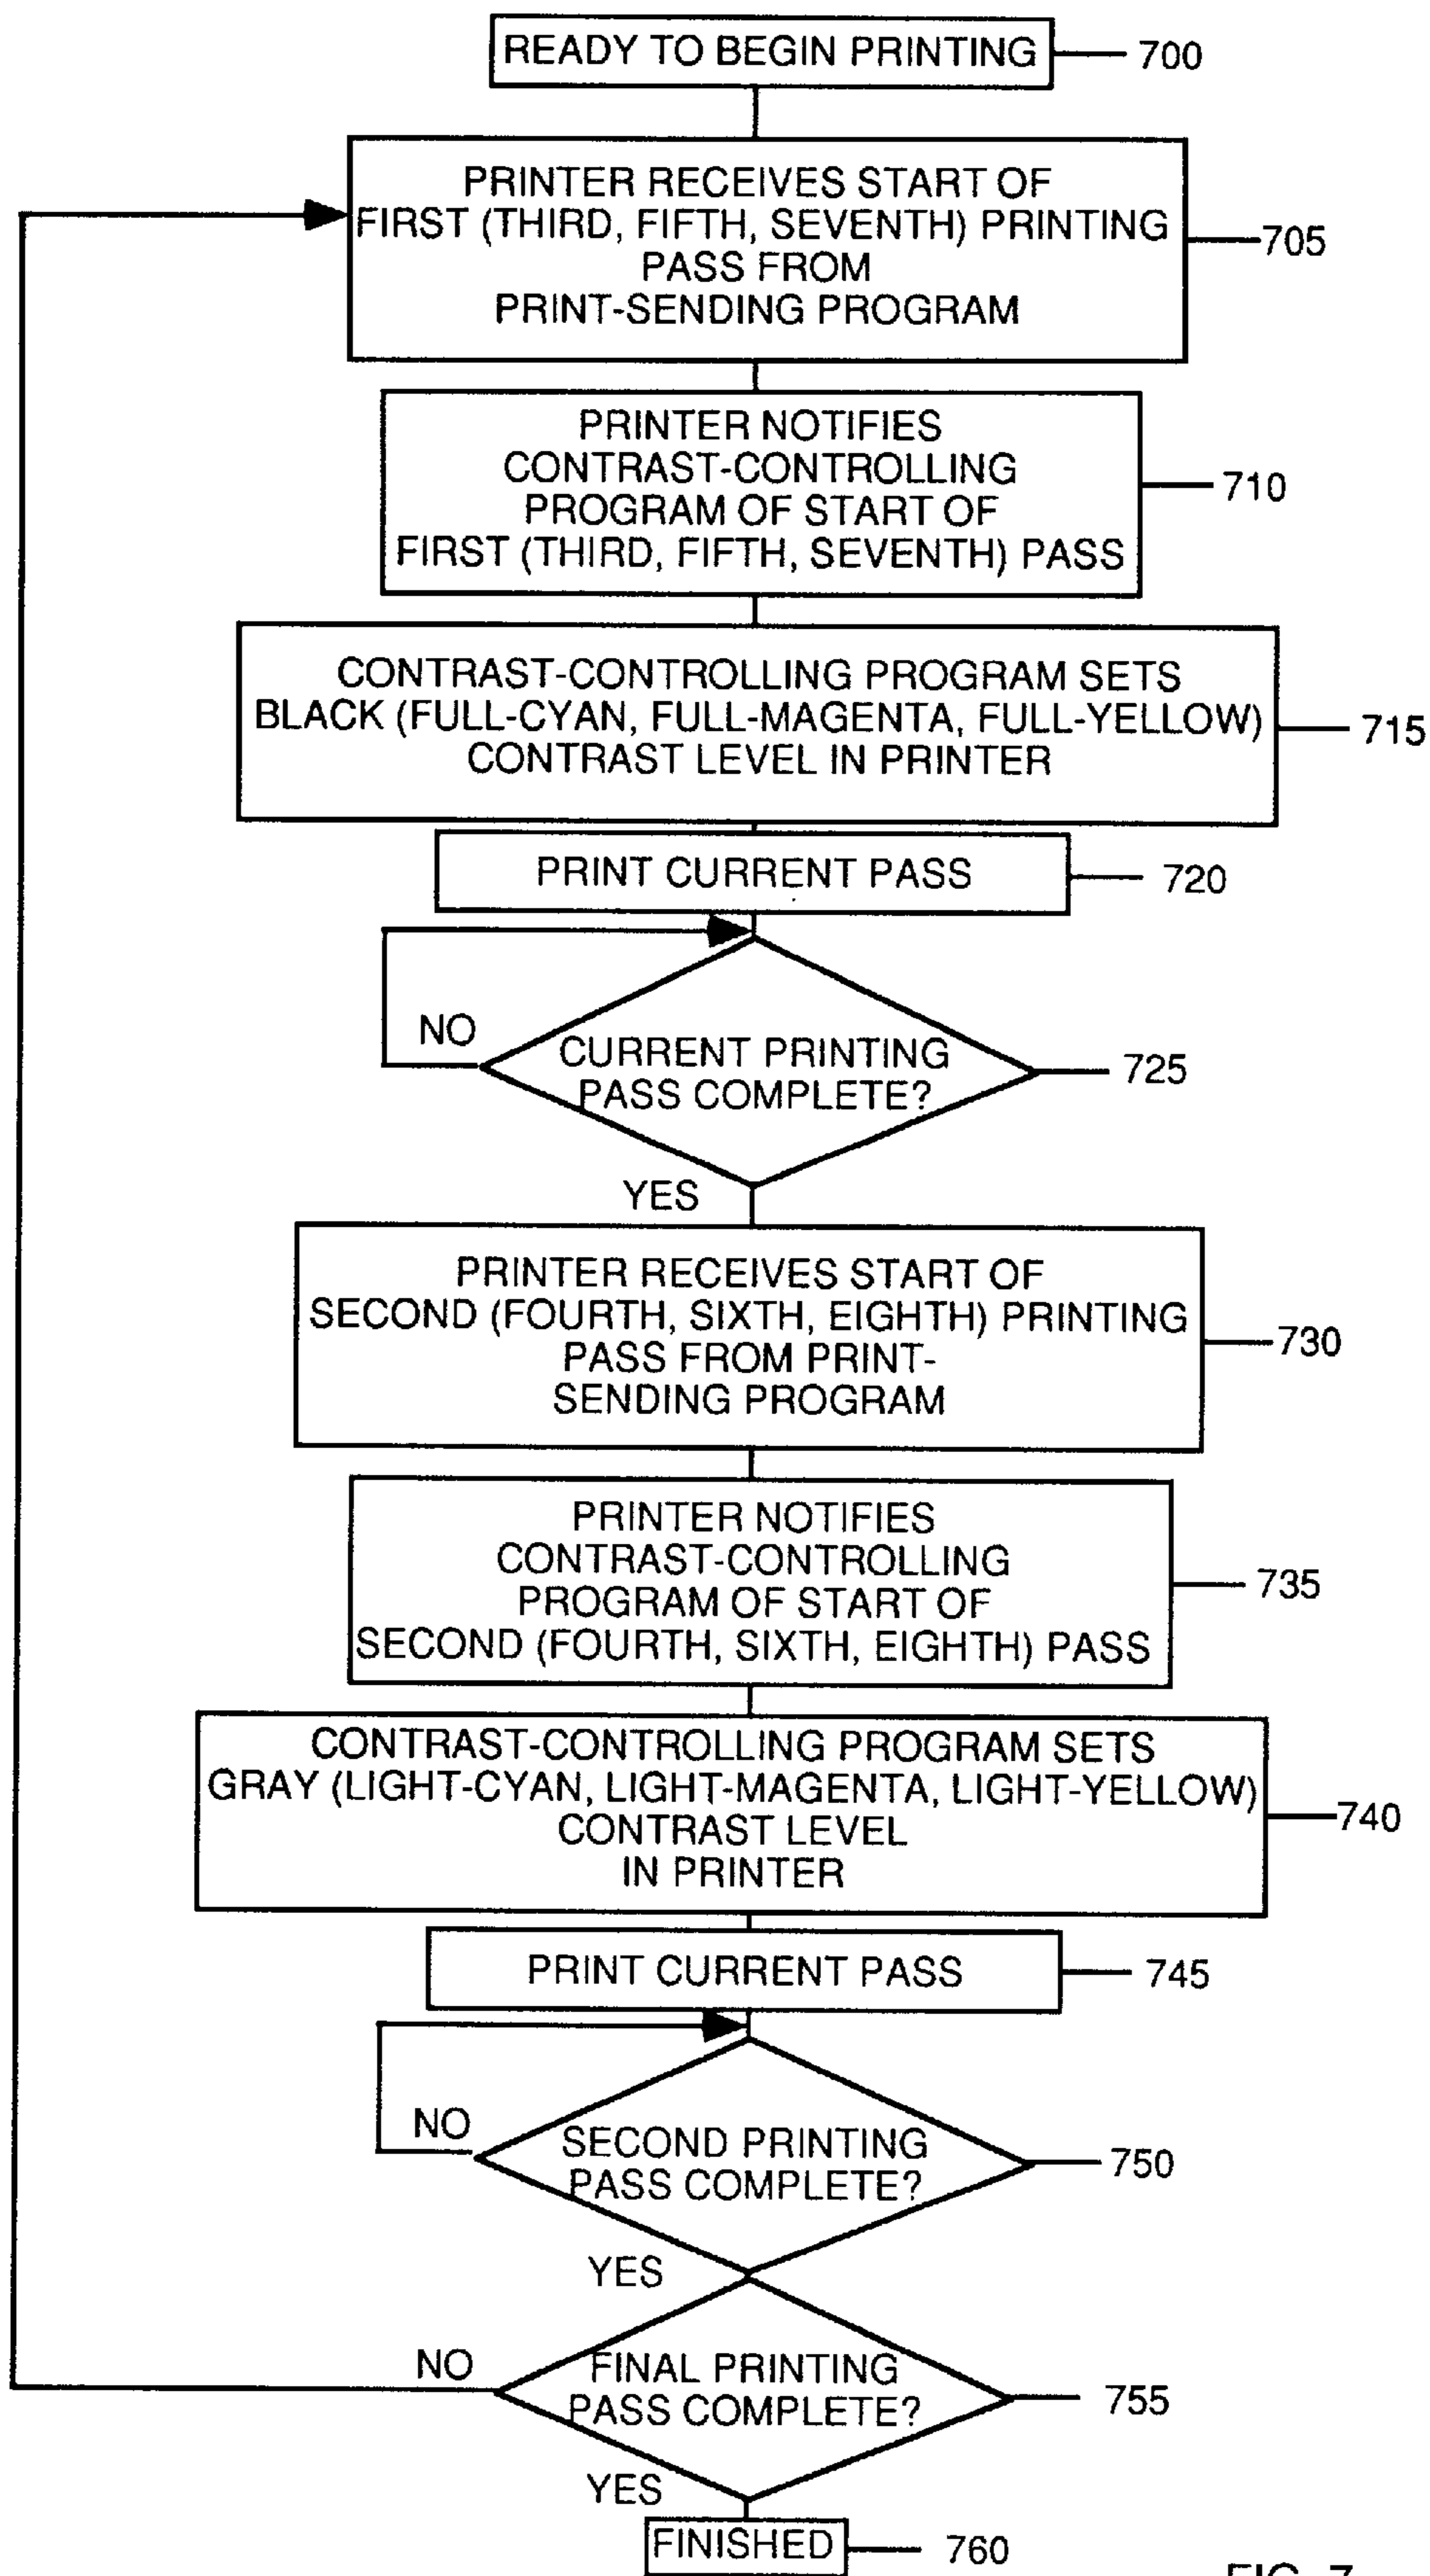 READY TO BEGIN PRINTING
700
PRINTER RECEIVES START OF
FIRST (THIRD, FIFTH, SEVENTH) PRINTING
PASS FROM
PRINT-SENDING PROGRAM
705
PRINTER NOTIFIES
CONTRAST-CONTROLLING
PROGRAM OF START OF
FIRST (THIRD, FIFTH, SEVENTH) PASS
710
CONTRAST-CONTROLLING PROGRAM SETS
BLACK (FULL-CYAN, FULL-MAGENTA, FULL-YELLOW)
CONTRAST LEVEL IN PRINTER
715
PRINT CURRENT PASS
720
NO
CURRENT PRINTING
PASS COMPLETE?
725
YES
PRINTER RECEIVES START OF
SECOND (FOURTH, SIXTH, EIGHTH) PRINTING
PASS FROM PRINT-
SENDING PROGRAM
730
PRINTER NOTIFIES
CONTRAST-CONTROLLING
PROGRAM OF START OF
SECOND (FOURTH, SIXTH, EIGHTH) PASS
735
CONTRAST-CONTROLLING PROGRAM SETS
GRAY (LIGHT-CYAN, LIGHT-MAGENTA, LIGHT-YELLOW)
CONTRAST LEVEL
IN PRINTER
740
PRINT CURRENT PASS
745
NO
SECOND PRINTING
PASS COMPLETE?
750
YES
NO
FINAL PRINTING
PASS COMPLETE?
755
YES
FINISHED
760
FIG. 7